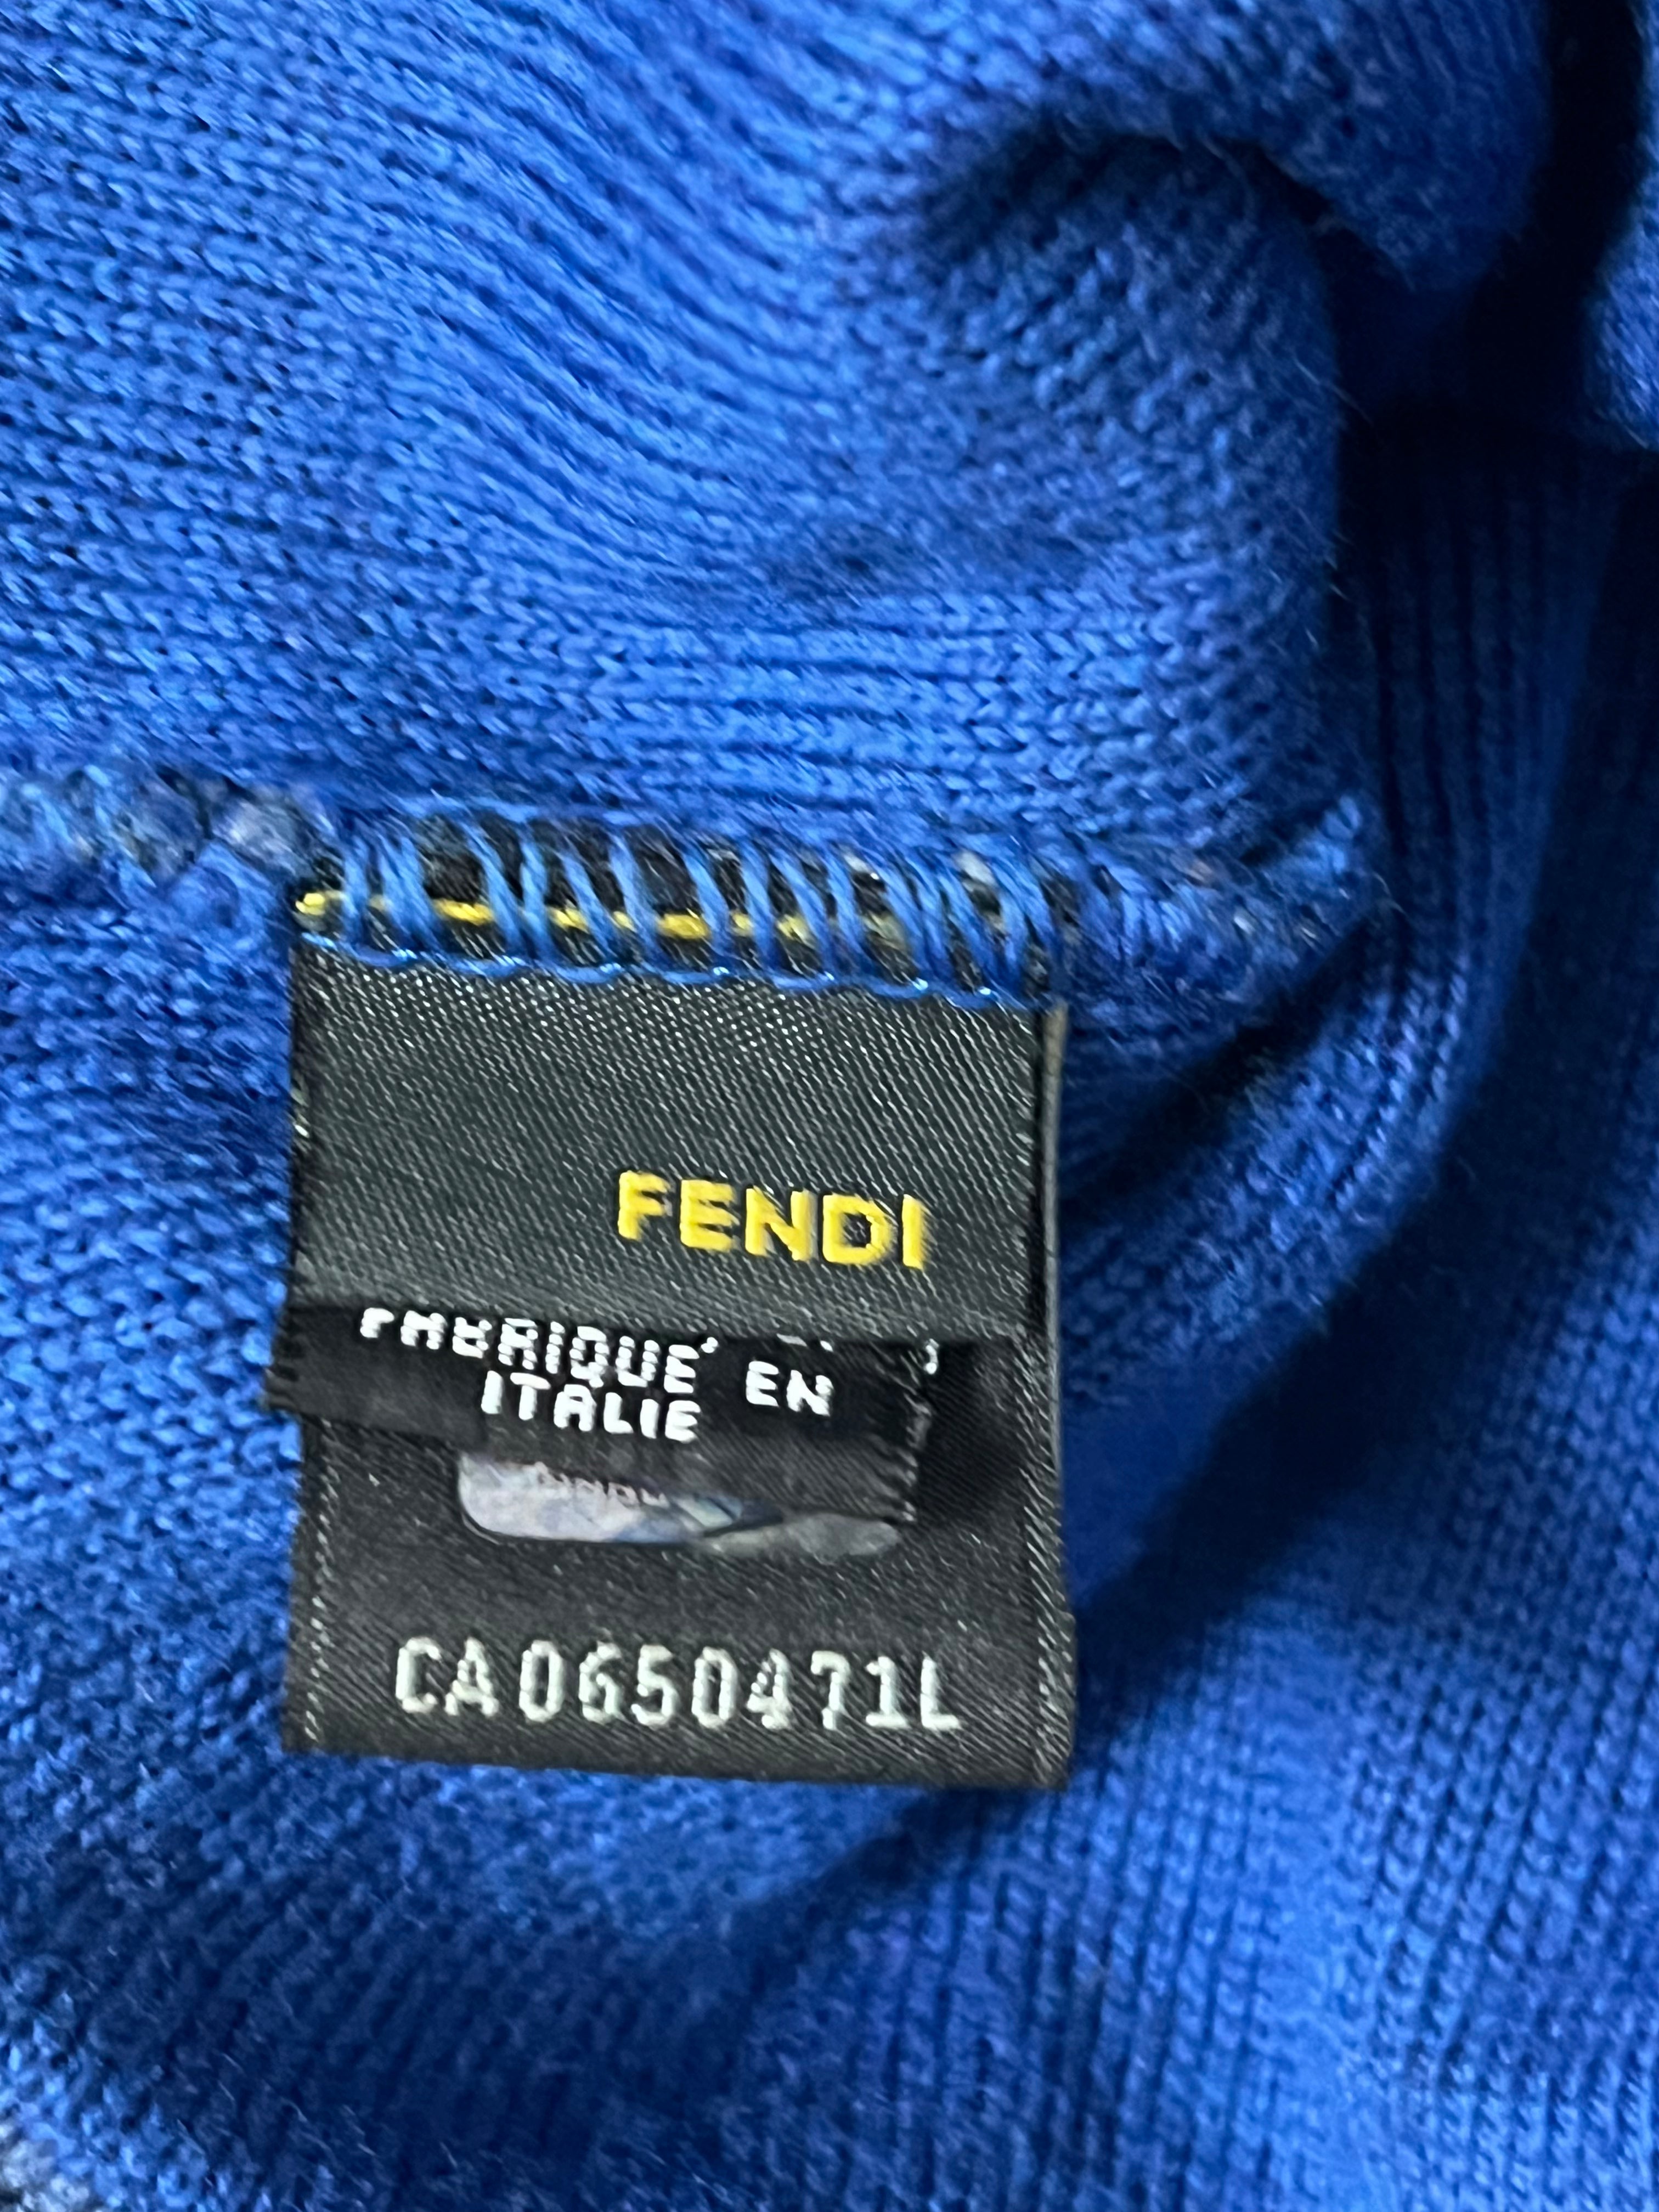 FENDI
FABRIQUE' EN
ITALIE
CA0650471L